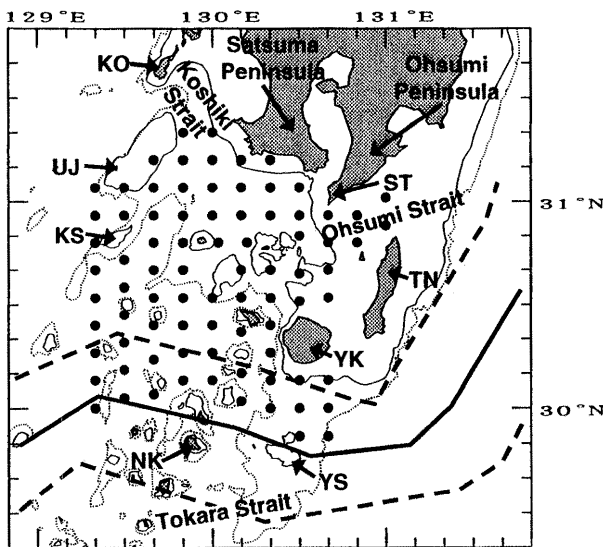 129°E 130°E 131°E
KO
Satsuma
Peninsula
Ohsumi
Peninsula
Koshiki
Strait
UJ
ST
31°N
Ohsumi Strait
KS
TN
YK
30°N
NK
YS
Tokara Strait